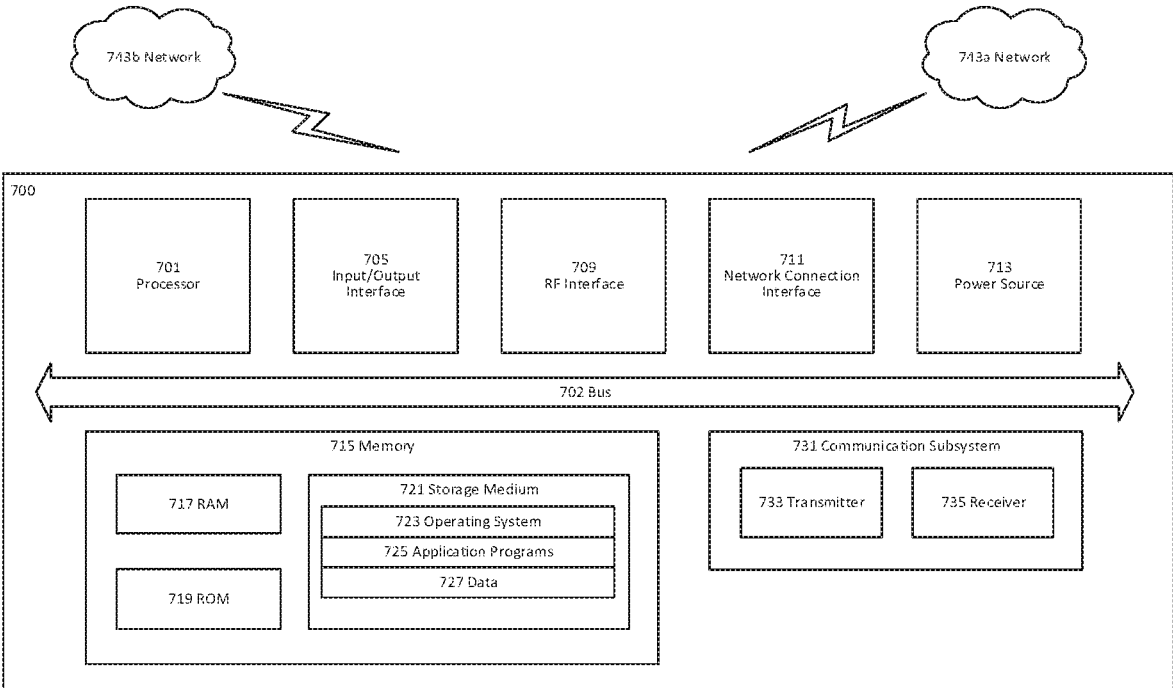 743b Network
743a Network
700
701
Processor
705
Input/Output
Interface
709
RF Interface
711
Network Connection
Interface
713
Power Source
702 Bus
715 Memory
717 RAM
719 ROM
721 Storage Medium
723 Operating System
725 Application Programs
727 Data
731 Communication Subsystem
733 Transmitter
735 Receiver